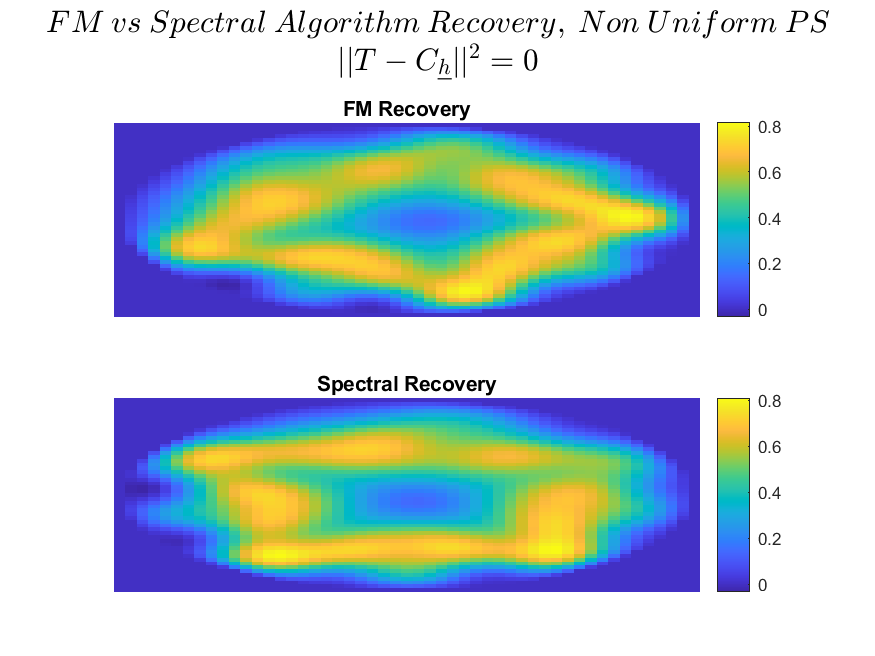 FM vs Spectral Algorithm Recovery, Non Uniform PS
||T − C_h||² = 0
FM Recovery
0.8
0.6
0.4
0.2
0
Spectral Recovery
0.8
0.6
0.4
0.2
0